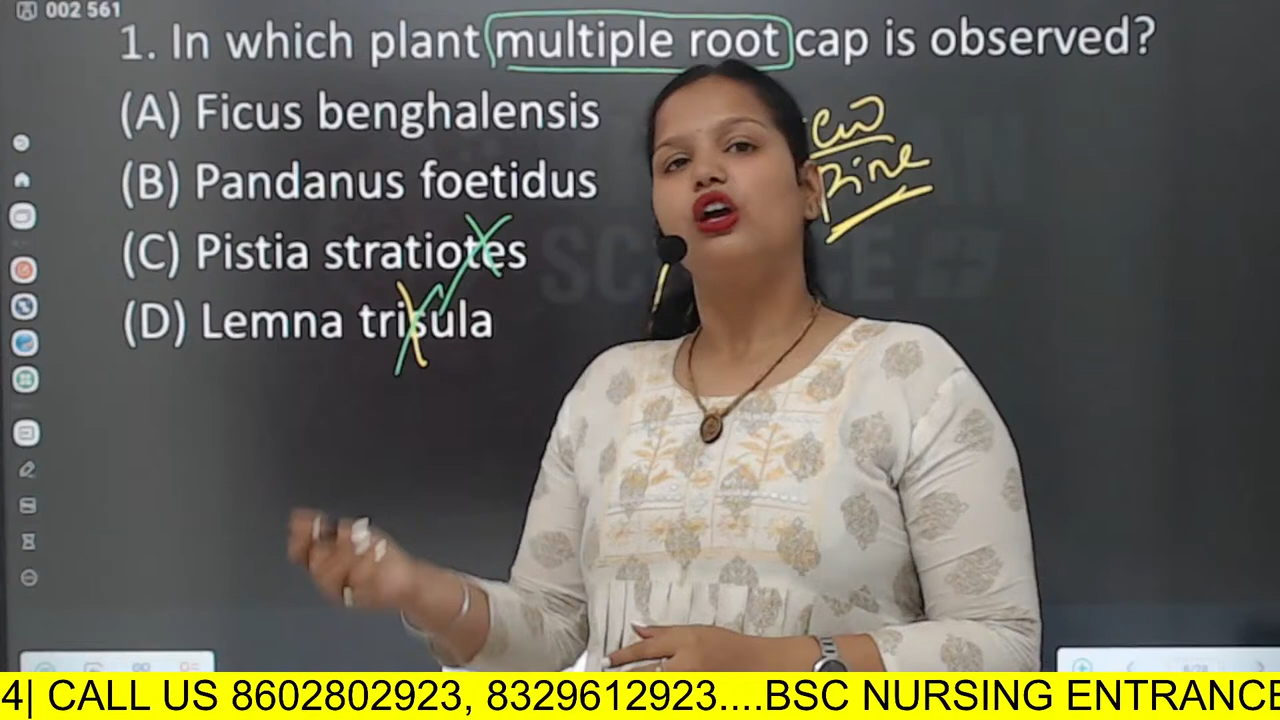 002 561
1. In which plant multiple root cap is observed?
(A) Ficus benghalensis
(B) Pandanus foetidus
(C) Pistia stratiotes
(D) Lemna trisula
Pine
4| CALL US 8602802923, 8329612923....BSC NURSING ENTRANCE